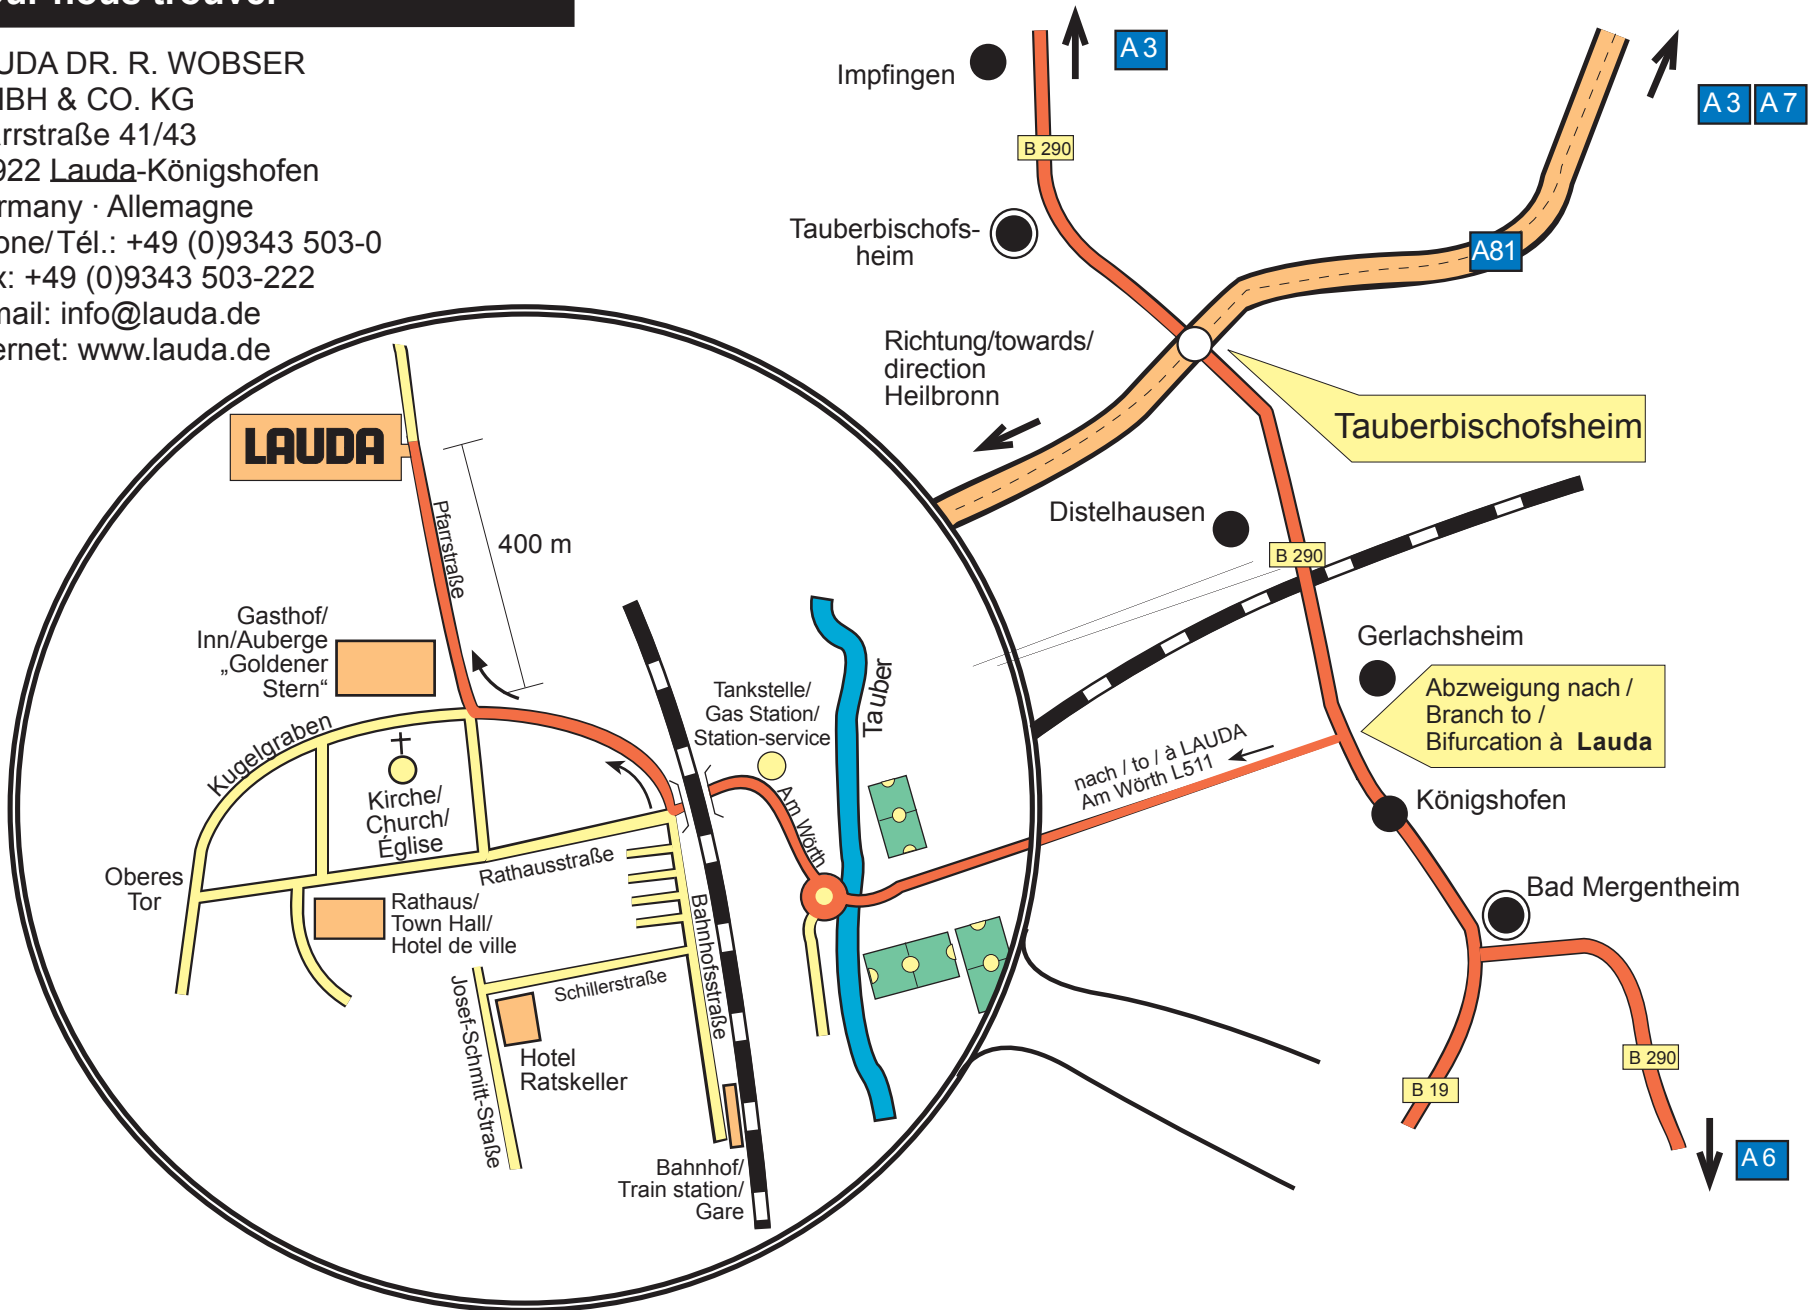 UDA DR. R. WOBSER
BH & CO. KG
rrstraße 41/43
922 Lauda-Königshofen
rmany · Allemagne
one/Tél.: +49 (0)9343 503-0
x: +49 (0)9343 503-222
mail: info@lauda.de
ernet: www.lauda.de
Impfingen
A 3
A 3
A 7
B 290
Tauberbischofs-
heim
A81
Richtung/towards/
direction
Heilbronn
Tauberbischofsheim
LAUDA
Pfarrstraße
400 m
Distelhausen
B 290
Gasthof/
Inn/Auberge
„Goldener
Stern“
Gerlachsheim
Abzweigung nach /
Branch to /
Bifurcation à Lauda
Tankstelle/
Gas Station/
Station-service
Tauber
Kugelgraben
nach / to / à LAUDA
Am Wörth L511
Kirche/
Church/
Église
Am Wörth
Königshofen
Rathausstraße
Oberes
Tor
Rathaus/
Town Hall/
Hotel de ville
Bahnhofsstraße
Bad Mergentheim
Schillerstraße
Josef-Schmitt-Straße
Hotel
Ratskeller
B 19
B 290
A 6
Bahnhof/
Train station/
Gare